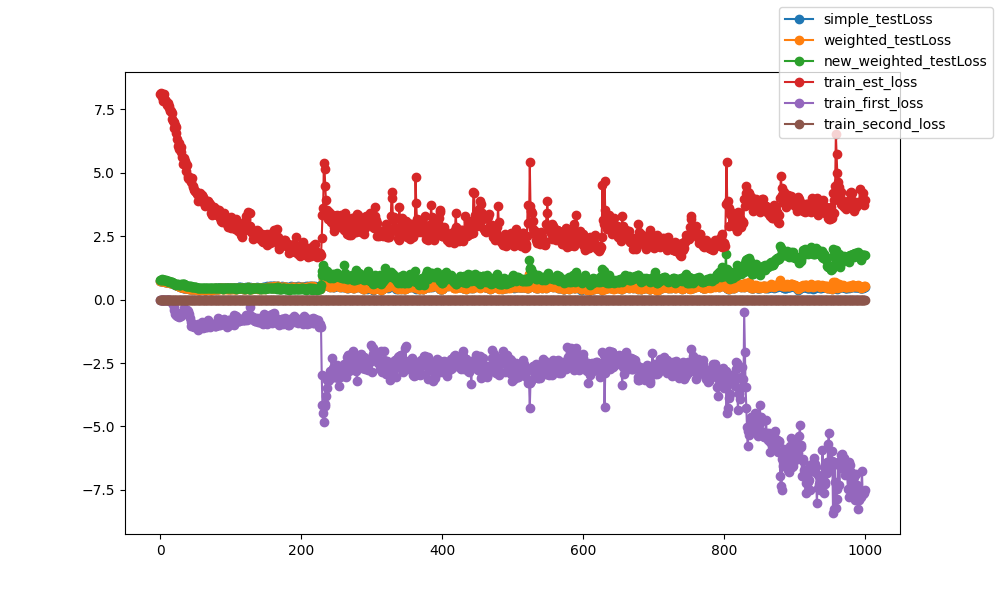 simple_testLoss
weighted_testLoss
new_weighted_testLoss
train_est_loss
train_first_loss
train_second_loss
7.5
5.0
2.5
0.0
−2.5
−5.0
−7.5
0 200 400 600 800 1000